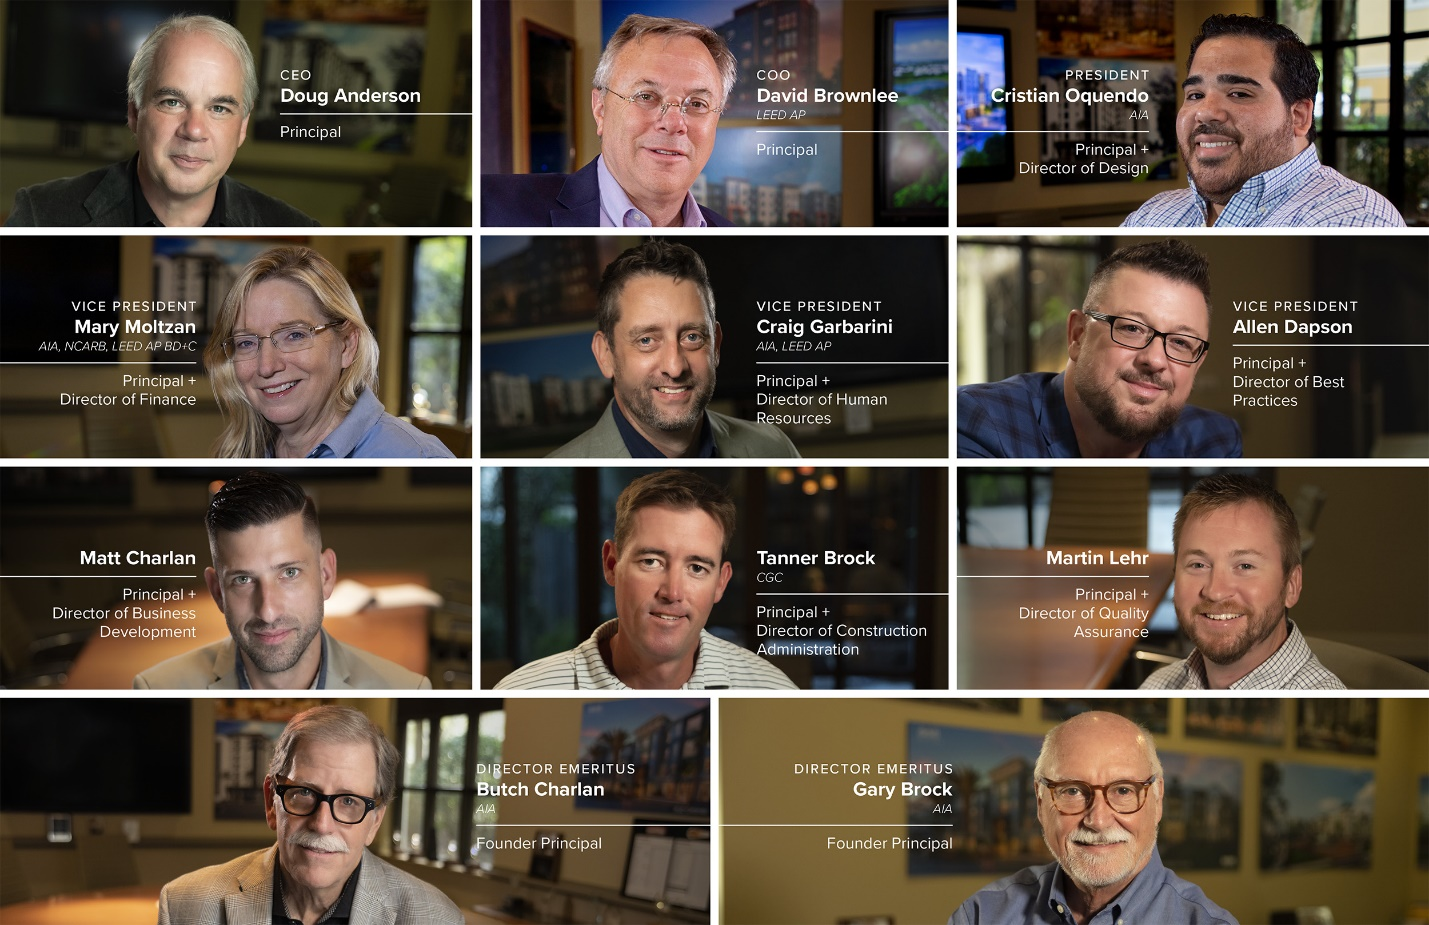 CEO
Doug Anderson
Principal
COO
David Brownlee
LEED AP
Principal
PRESIDENT
Cristian Oquendo
AIA
Principal +
Director of Design
VICE PRESIDENT
Mary Moltzan
AIA, NCARB, LEED AP BD+C
Principal +
Director of Finance
VICE PRESIDENT
Craig Garbarini
AIA, LEED AP
Principal +
Director of Human
Resources
VICE PRESIDENT
Allen Dapson
Principal +
Director of Best
Practices
Matt Charlan
Principal +
Director of Business
Development
Tanner Brock
CGC
Principal +
Director of Construction
Administration
Martin Lehr
Principal +
Director of Quality
Assurance
DIRECTOR EMERITUS
Butch Charlan
AIA
Founder Principal
DIRECTOR EMERITUS
Gary Brock
AIA
Founder Principal